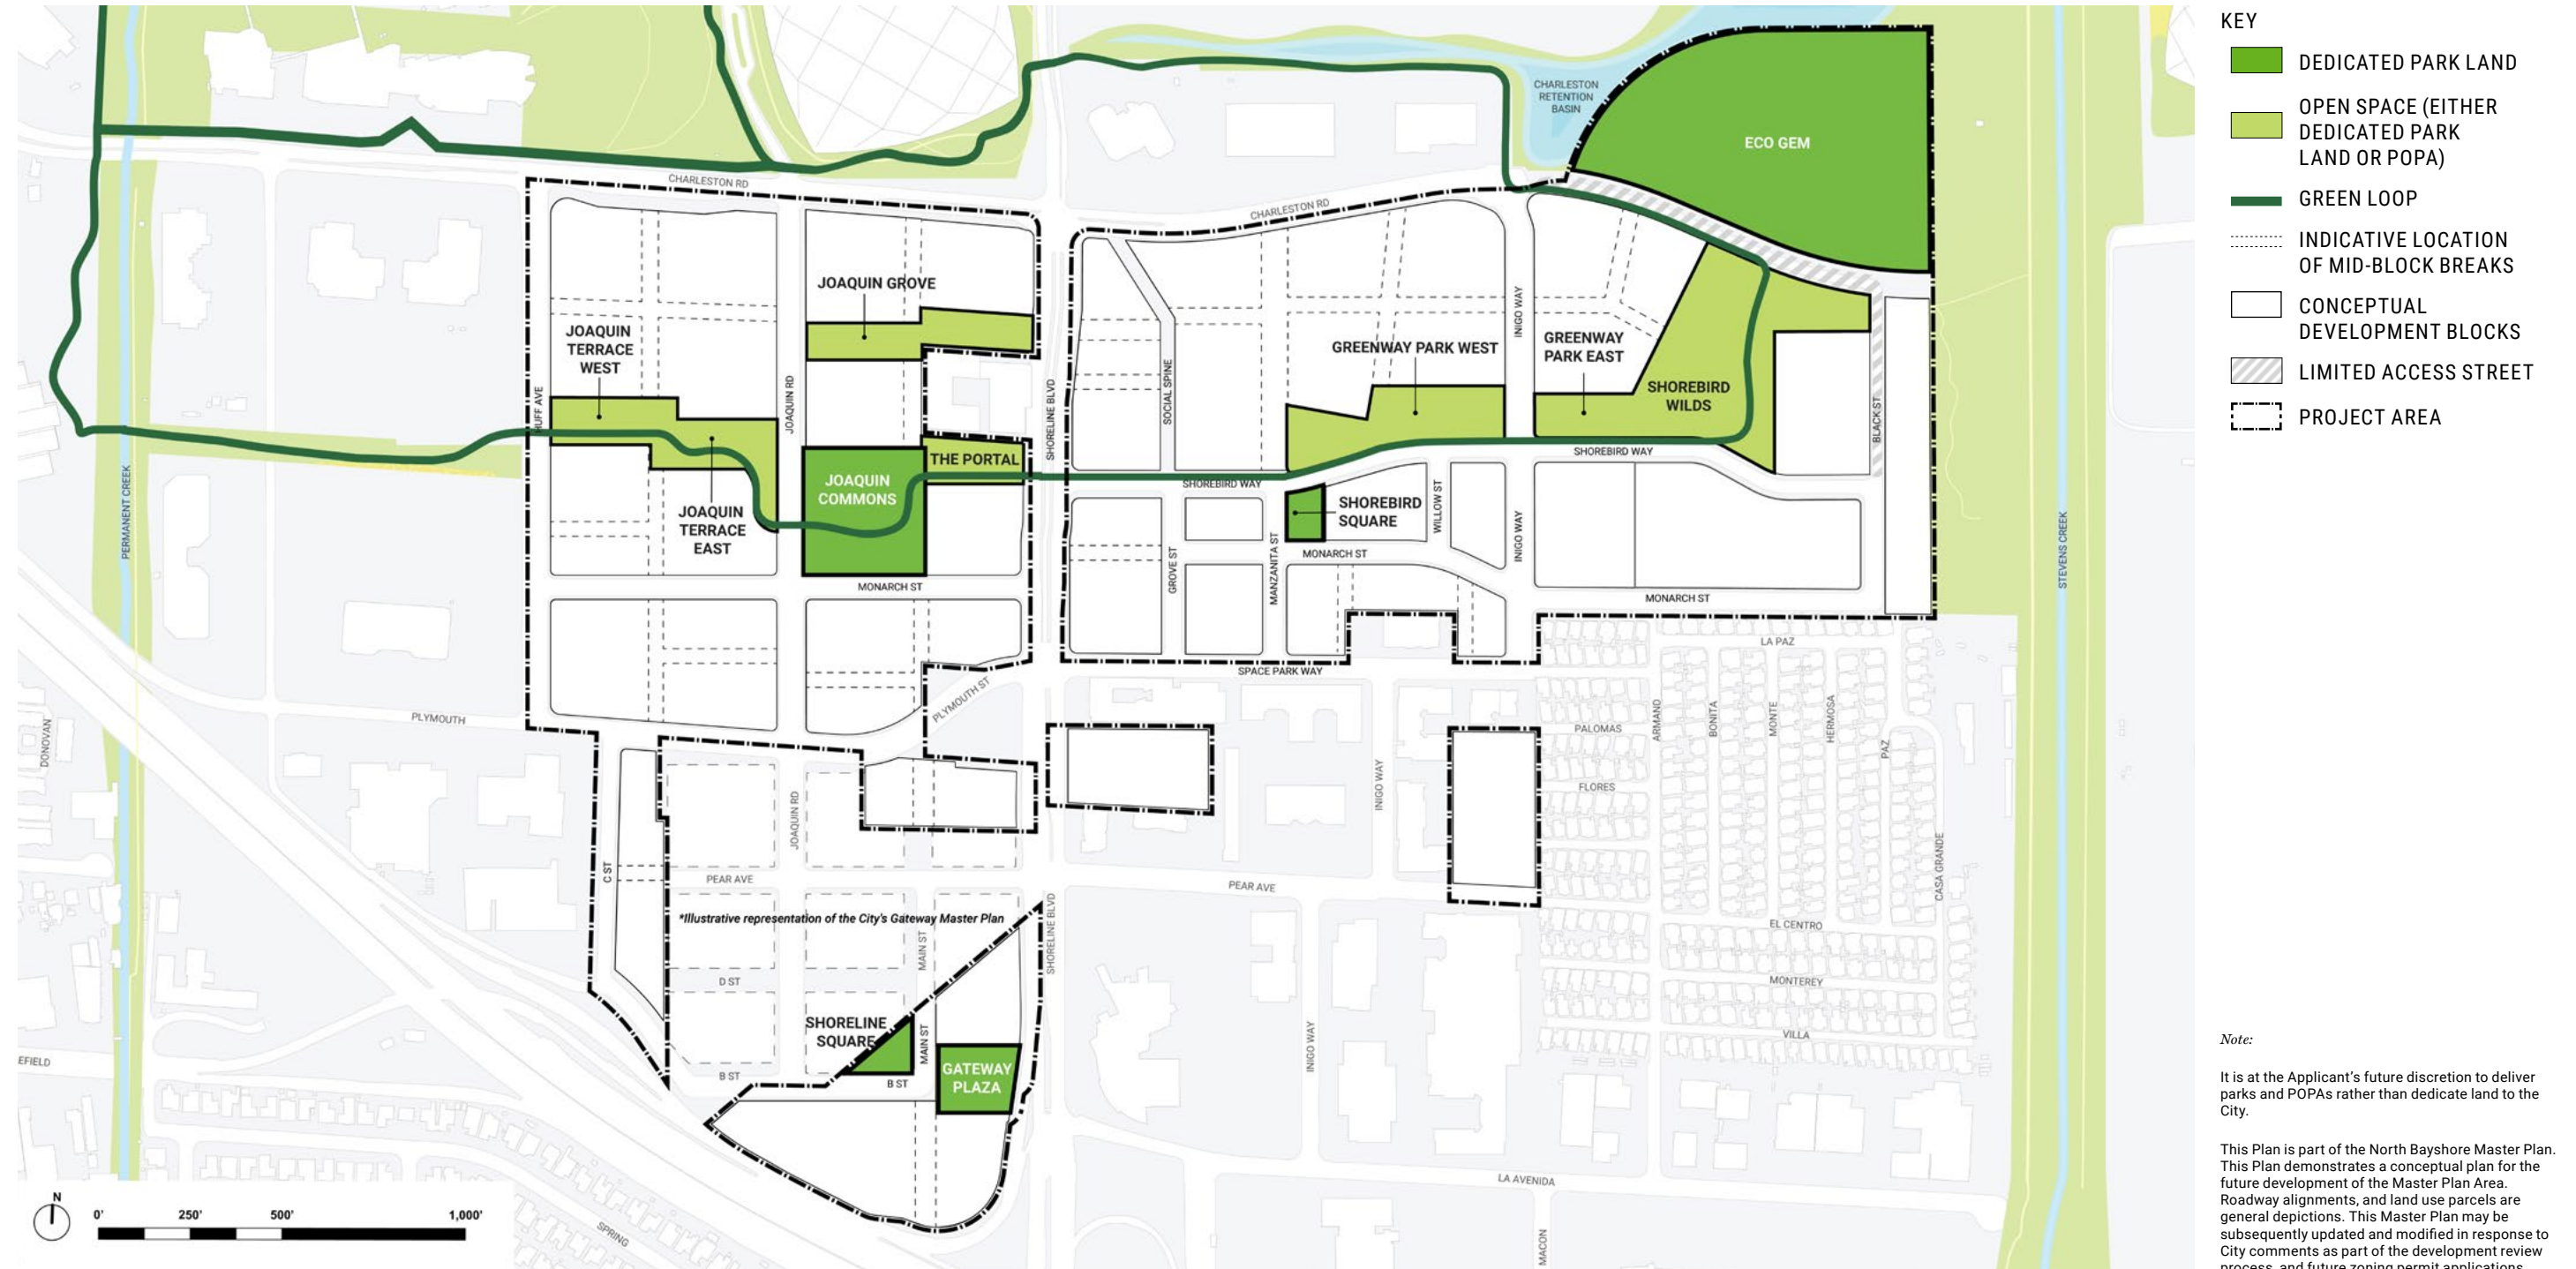 KEY
DEDICATED PARK LAND
OPEN SPACE (EITHER
DEDICATED PARK
LAND OR POPA)
GREEN LOOP
INDICATIVE LOCATION
OF MID-BLOCK BREAKS
CONCEPTUAL
DEVELOPMENT BLOCKS
LIMITED ACCESS STREET
PROJECT AREA
CHARLESTON
RETENTION
BASIN
ECO GEM
CHARLESTON RD
CHARLESTON RD
JOAQUIN GROVE
JOAQUIN
TERRACE
WEST
HUFF AVE
JOAQUIN RD
SHORELINE BLVD
SOCIAL SPINE
INIGO WAY
GREENWAY PARK WEST
GREENWAY
PARK EAST
SHOREBIRD
WILDS
BLACK ST
THE PORTAL
JOAQUIN
COMMONS
SHOREBIRD WAY
SHOREBIRD WAY
JOAQUIN
TERRACE
EAST
SHOREBIRD
SQUARE
WILLOW ST
INIGO WAY
PERMANENT CREEK
STEVENS CREEK
GROVE ST
MANZANITA ST
MONARCH ST
MONARCH ST
MONARCH ST
LA PAZ
SPACE PARK WAY
PLYMOUTH ST
PLYMOUTH
DONOVAN
PALOMAS
ARMAND
BONITA
MONTE
HERMOSA
PAZ
FLORES
INIGO WAY
JOAQUIN RD
C ST
PEAR AVE
PEAR AVE
CASA GRANDE
*Illustrative representation of the City's Gateway Master Plan
MAIN ST
SHORELINE BLVD
EL CENTRO
D ST
MONTEREY
SHORELINE
SQUARE
MAIN ST
INIGO WAY
VILLA
EFIELD
B ST
B ST
GATEWAY
PLAZA
LA AVENIDA
MACON
SPRING
N
0' 250' 500' 1,000'
Note:
It is at the Applicant's future discretion to deliver
parks and POPAs rather than dedicate land to the
City.
This Plan is part of the North Bayshore Master Plan.
This Plan demonstrates a conceptual plan for the
future development of the Master Plan Area.
Roadway alignments, and land use parcels are
general depictions. This Master Plan may be
subsequently updated and modified in response to
City comments as part of the development review
process, and future zoning permit applications